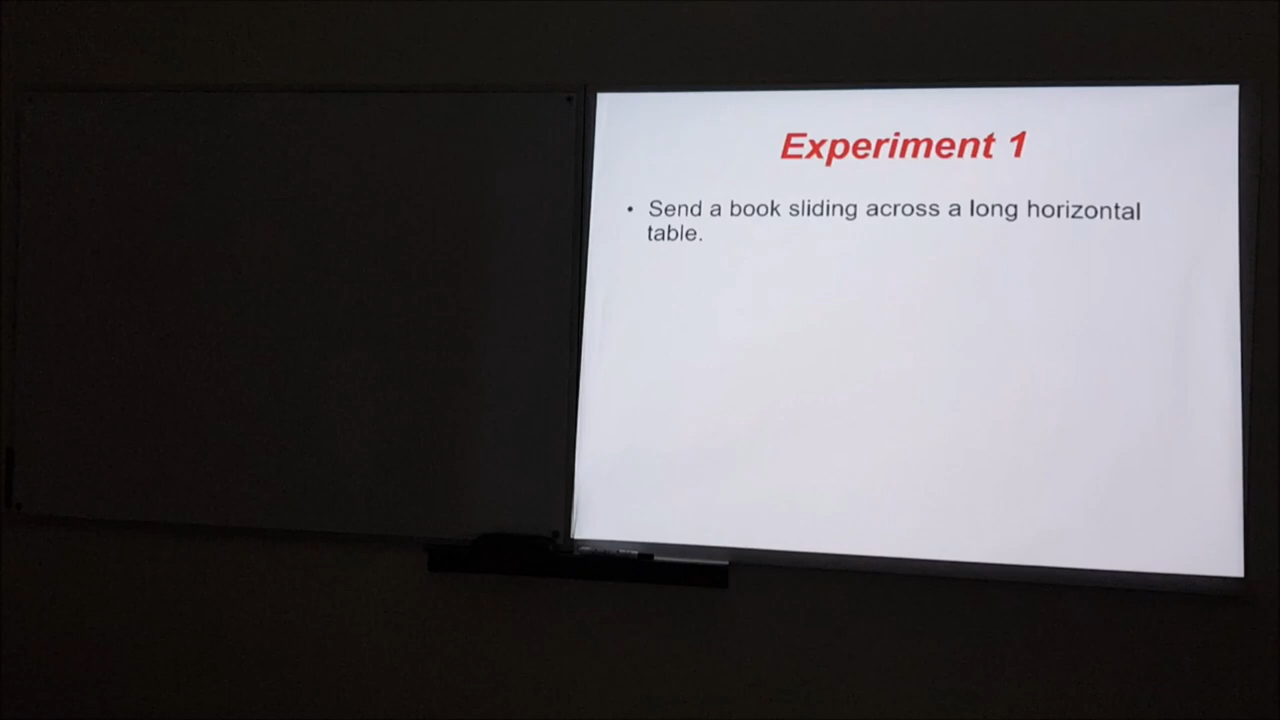 Experiment 1
• Send a book sliding across a long horizontal
table.